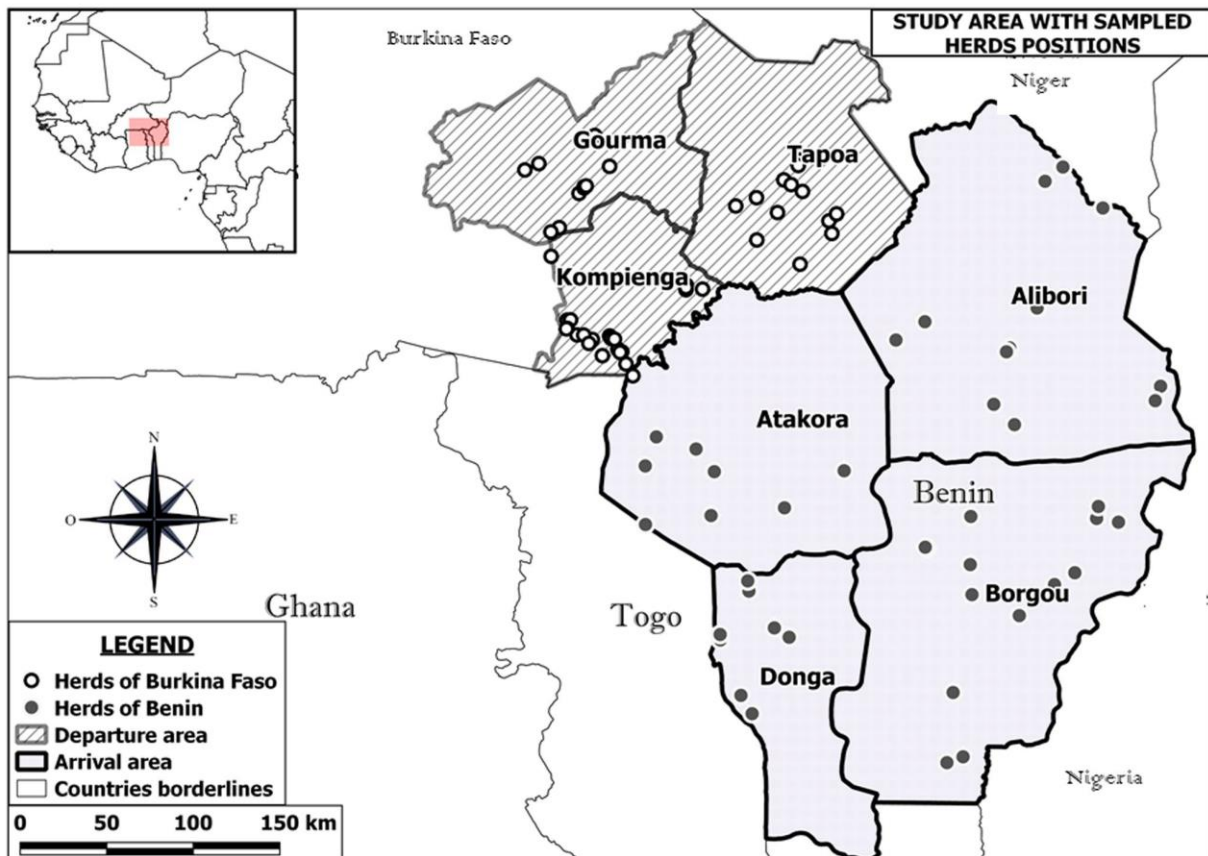 STUDY AREA WITH SAMPLED
HERDS POSITIONS
Burkina Faso
Niger
Gourma
Tapoa
Kompienga
Alibori
Atakora
Benin
N
O
E
S
Ghana
Togo
Borgou
Donga
Nigeria
LEGEND
Herds of Burkina Faso
Herds of Benin
Departure area
Arrival area
Countries borderlines
0 50 100 150 km